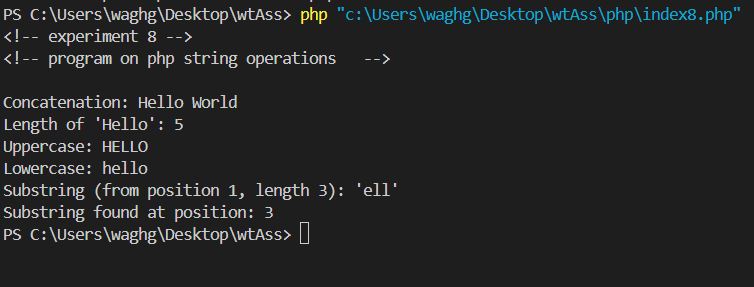 PS C:\Users\waghg\Desktop\wtAss> php "c:\Users\waghg\Desktop\wtAss\php\index8.php"
<!-- experiment 8 -->
<!-- program on php string operations   -->
Concatenation: Hello World
Length of 'Hello': 5
Uppercase: HELLO
Lowercase: hello
Substring (from position 1, length 3): 'ell'
Substring found at position: 3
PS C:\Users\waghg\Desktop\wtAss>